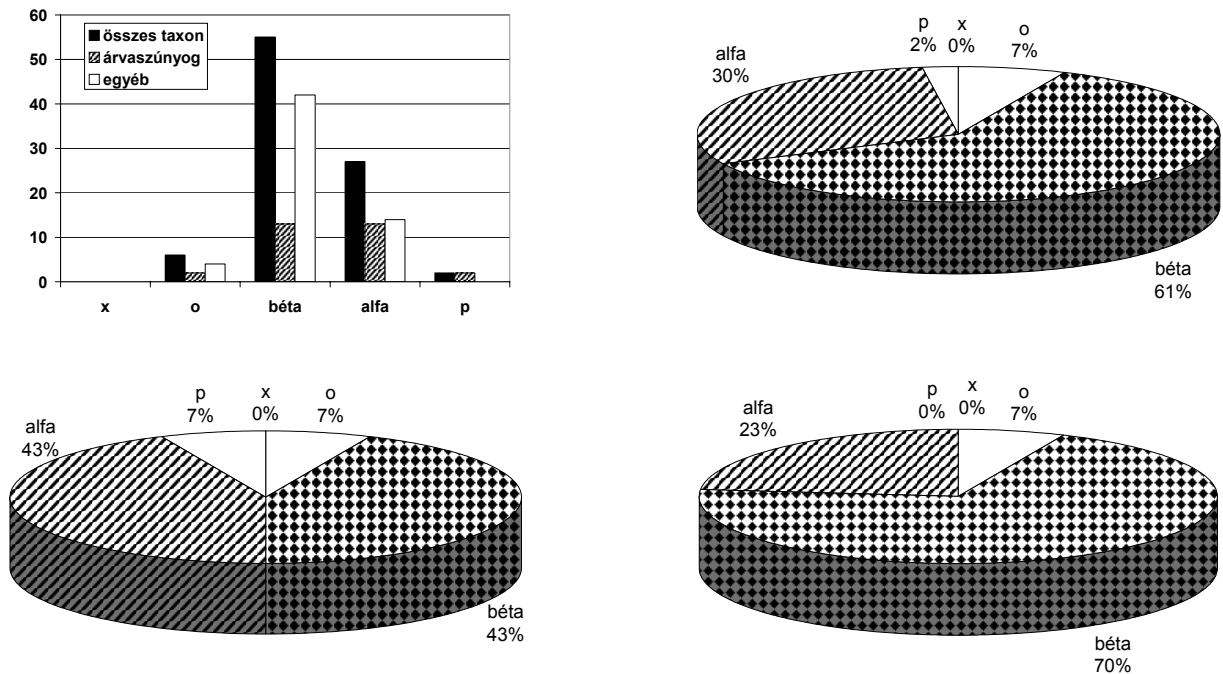 60
50
40
30
20
10
0
összes taxon
árvaszúnyog
egyéb
x o béta alfa p
p
2%
x
0%
o
7%
alfa
30%
béta
61%
p
7%
x
0%
o
7%
alfa
43%
béta
43%
p
0%
x
0%
o
7%
alfa
23%
béta
70%